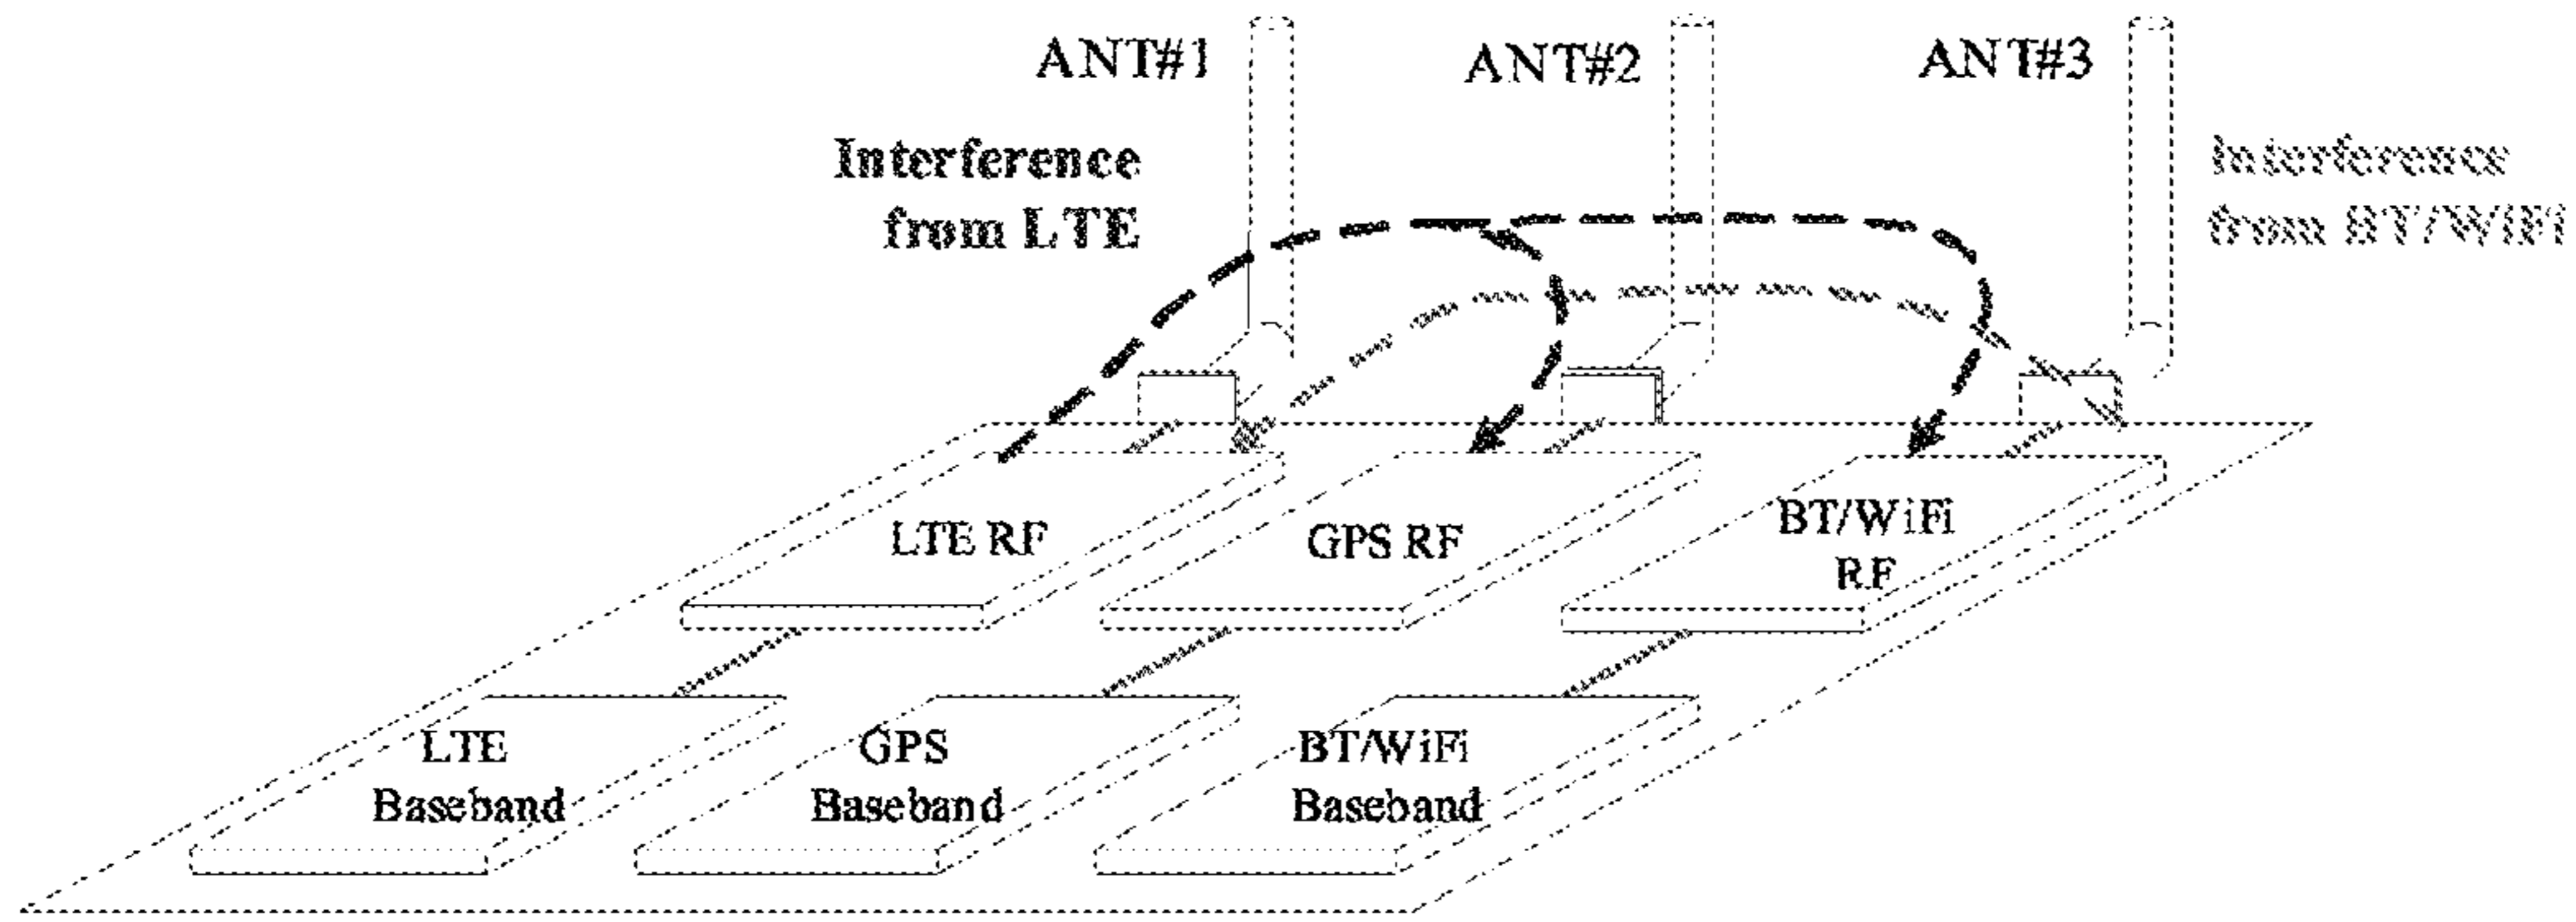 ANT#1
ANT#2
ANT#3
Interference
from LTE
Interference
from BT/WiFi
LTE RF
GPS RF
BT/WiFi
RF
LTE
Baseband
GPS
Baseband
BT/WiFi
Baseband